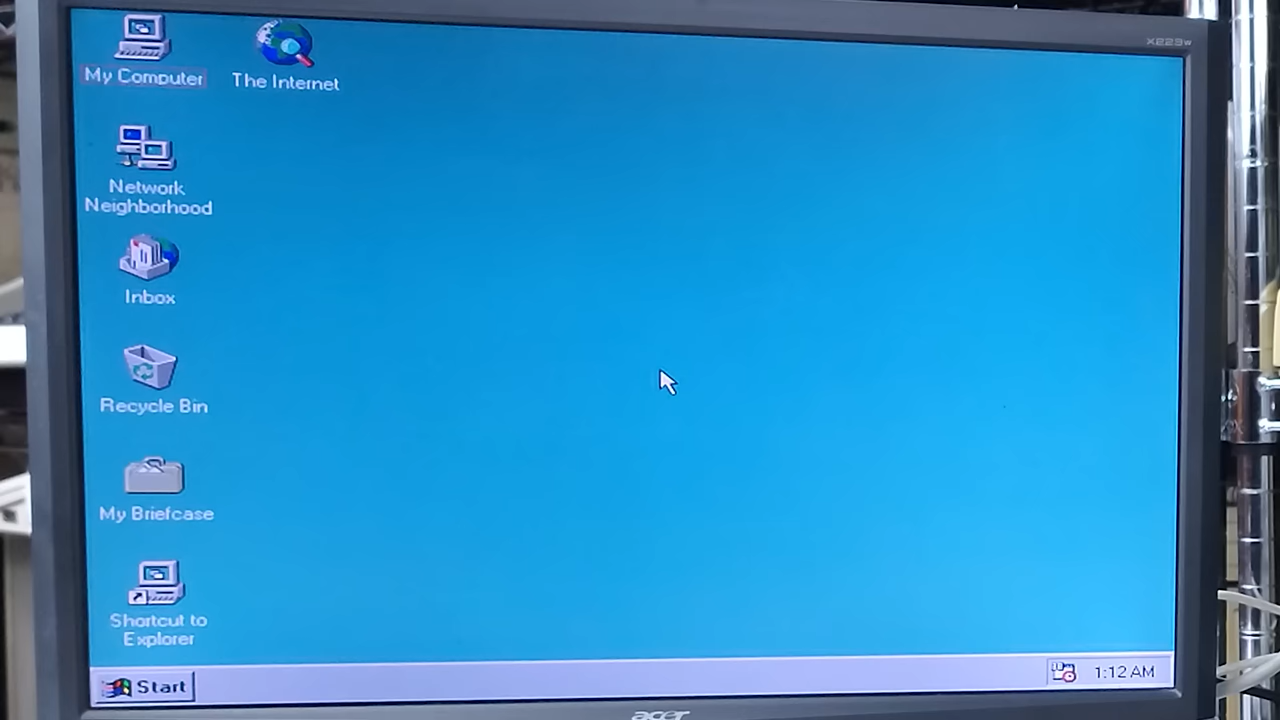 X223w
My Computer
The Internet
Network
Neighborhood
Inbox
Recycle Bin
My Briefcase
Shortcut to
Explorer
Start
1:12 AM
acer